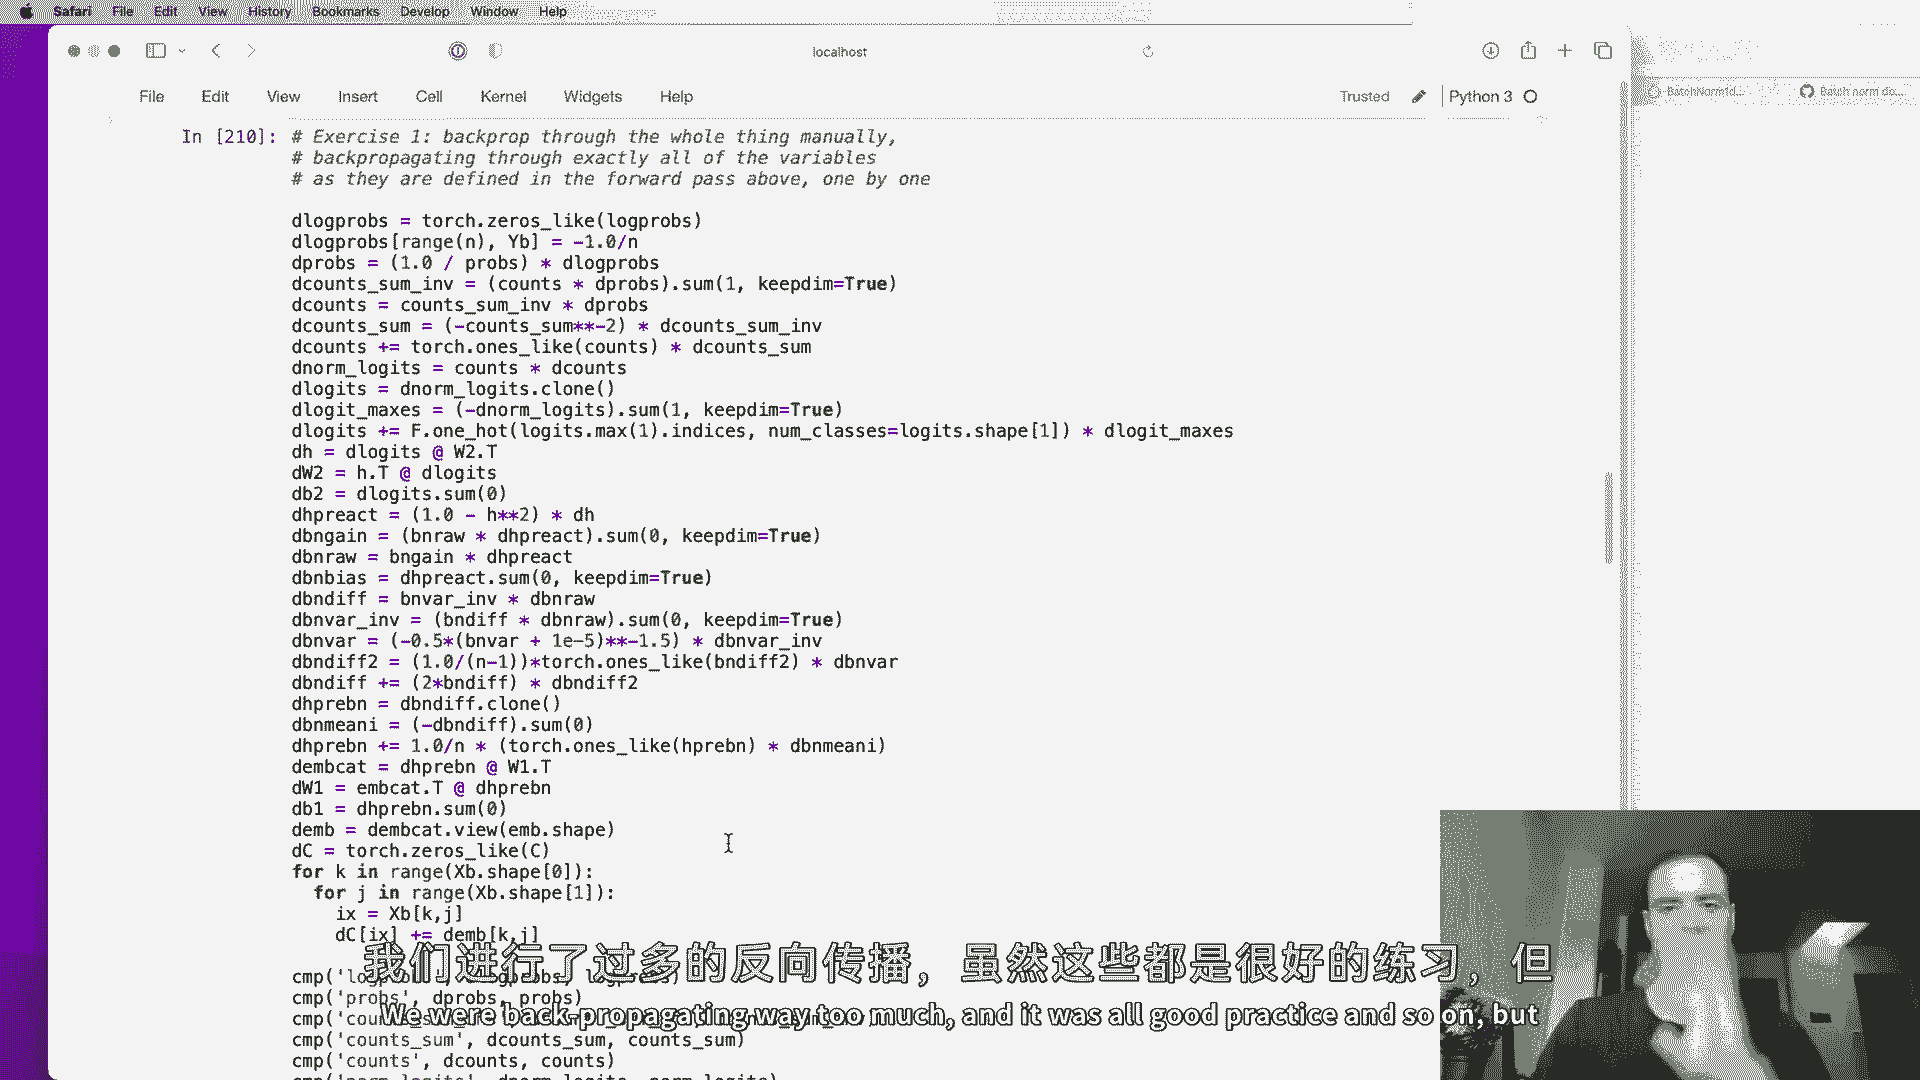 Safari File Edit View History Bookmarks Develop Window Help
localhost
File Edit View Insert Cell Kernel Widgets Help Trusted Python 3
BatchNorm1d... Batch norm do...
In [210]: # Exercise 1: backprop through the whole thing manually,
# backpropagating through exactly all of the variables
# as they are defined in the forward pass above, one by one
dlogprobs = torch.zeros_like(logprobs)
dlogprobs[range(n), Yb] = -1.0/n
dprobs = (1.0 / probs) * dlogprobs
dcounts_sum_inv = (counts * dprobs).sum(1, keepdim=True)
dcounts = counts_sum_inv * dprobs
dcounts_sum = (-counts_sum**-2) * dcounts_sum_inv
dcounts += torch.ones_like(counts) * dcounts_sum
dnorm_logits = counts * dcounts
dlogits = dnorm_logits.clone()
dlogit_maxes = (-dnorm_logits).sum(1, keepdim=True)
dlogits += F.one_hot(logits.max(1).indices, num_classes=logits.shape[1]) * dlogit_maxes
dh = dlogits @ W2.T
dW2 = h.T @ dlogits
db2 = dlogits.sum(0)
dhpreact = (1.0 - h**2) * dh
dbngain = (bnraw * dhpreact).sum(0, keepdim=True)
dbnraw = bngain * dhpreact
dbnbias = dhpreact.sum(0, keepdim=True)
dbndiff = bnvar_inv * dbnraw
dbnvar_inv = (bndiff * dbnraw).sum(0, keepdim=True)
dbnvar = (-0.5*(bnvar + 1e-5)**-1.5) * dbnvar_inv
dbndiff2 = (1.0/(n-1))*torch.ones_like(bndiff2) * dbnvar
dbndiff += (2*bndiff) * dbndiff2
dhprebn = dbndiff.clone()
dbnmeani = (-dbndiff).sum(0)
dhprebn += 1.0/n * (torch.ones_like(hprebn) * dbnmeani)
dembcat = dhprebn @ W1.T
dW1 = embcat.T @ dhprebn
db1 = dhprebn.sum(0)
demb = dembcat.view(emb.shape)
dC = torch.zeros_like(C)
for k in range(Xb.shape[0]):
for j in range(Xb.shape[1]):
ix = Xb[k,j]
dC[ix] += demb[k,j]
我们进行了过多的反向传播，虽然这些都是很好的练习，但
cmp('probs', dprobs, probs)
We were back-propagating way too much, and it was all good practice and so on, but
cmp('counts_sum', dcounts_sum, counts_sum)
cmp('counts', dcounts, counts)